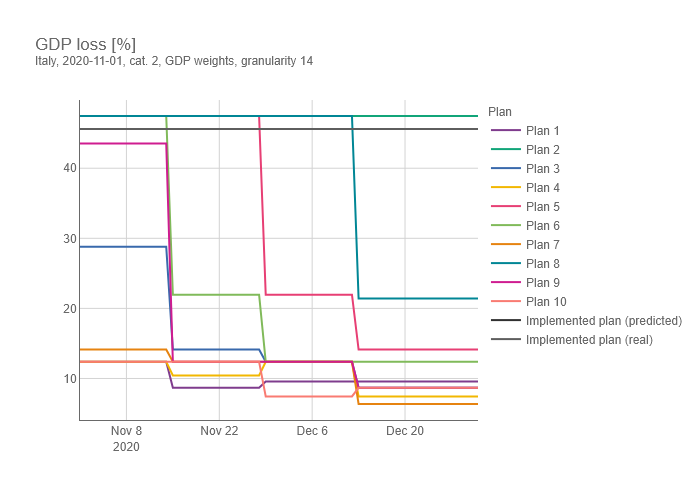 GDP loss [%]
Italy, 2020-11-01, cat. 2, GDP weights, granularity 14
Plan
Plan 1
Plan 2
Plan 3
Plan 4
Plan 5
Plan 6
Plan 7
Plan 8
Plan 9
Plan 10
Implemented plan (predicted)
Implemented plan (real)
40
30
20
10
Nov 8
2020
Nov 22
Dec 6
Dec 20